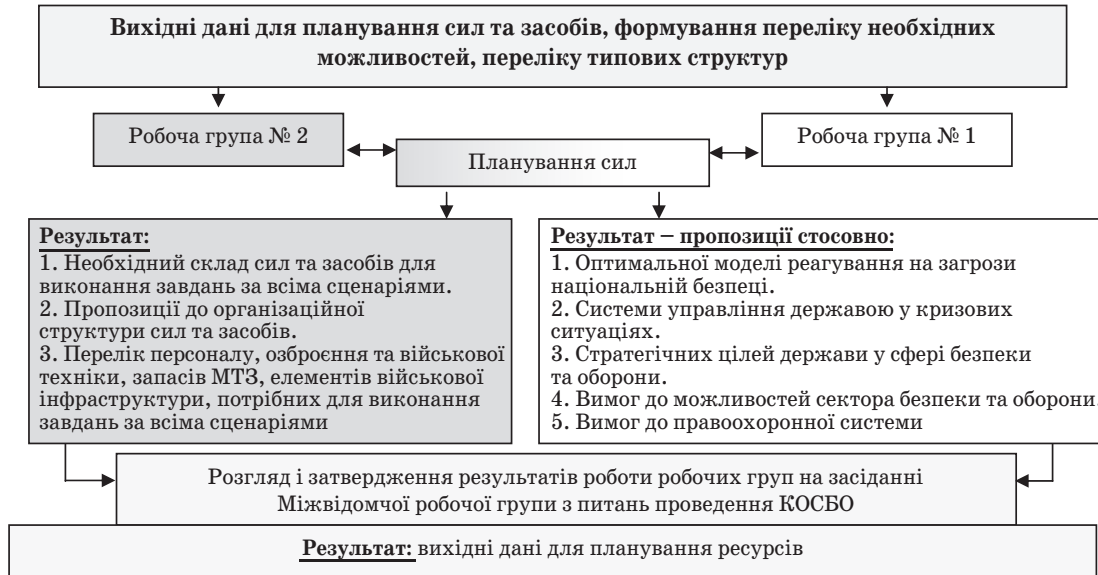 Вихідні дані для планування сил та засобів, формування переліку необхідних
можливостей, переліку типових структур
Робоча група № 2
Робоча група № 1
Планування сил
Результат:
1. Необхідний склад сил та засобів для
виконання завдань за всіма сценаріями.
2. Пропозиції до організаційної
структури сил та засобів.
3. Перелік персоналу, озброєння та військової
техніки, запасів МТЗ, елементів військової
інфраструктури, потрібних для виконання
завдань за всіма сценаріями
Результат – пропозиції стосовно:
1. Оптимальної моделі реагування на загрози
національній безпеці.
2. Системи управління державою у кризових
ситуаціях.
3. Стратегічних цілей держави у сфері безпеки
та оборони.
4. Вимог до можливостей сектора безпеки та оборони.
5. Вимог до правоохоронної системи
Розгляд і затвердження результатів роботи робочих груп на засіданні
Міжвідомчої робочої групи з питань проведення КОСБО
Результат: вихідні дані для планування ресурсів